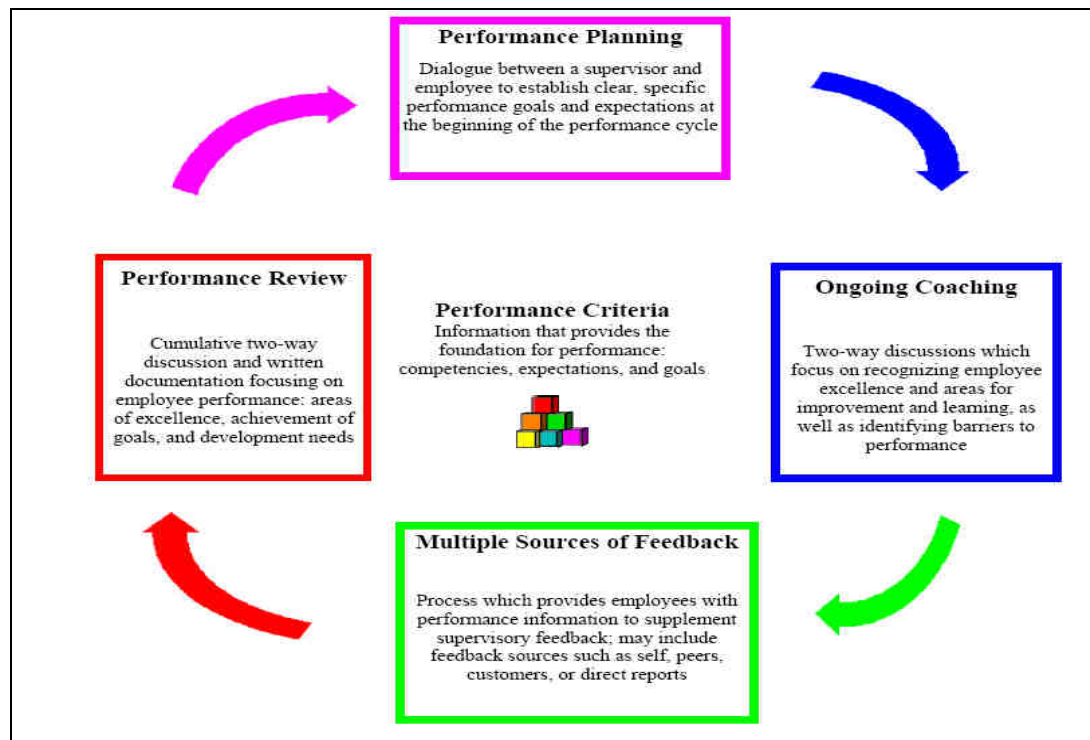 Performance Planning
Dialogue between a supervisor and
employee to establish clear, specific
performance goals and expectations at
the beginning of the performance cycle
Performance Review
Cumulative two-way
discussion and written
documentation focusing on
employee performance: areas
of excellence, achievement of
goals, and development needs
Performance Criteria
Information that provides the
foundation for performance:
competencies, expectations, and goals
Ongoing Coaching
Two-way discussions which
focus on recognizing employee
excellence and areas for
improvement and learning, as
well as identifying barriers to
performance
Multiple Sources of Feedback
Process which provides employees with
performance information to supplement
supervisory feedback; may include
feedback sources such as self, peers,
customers, or direct reports